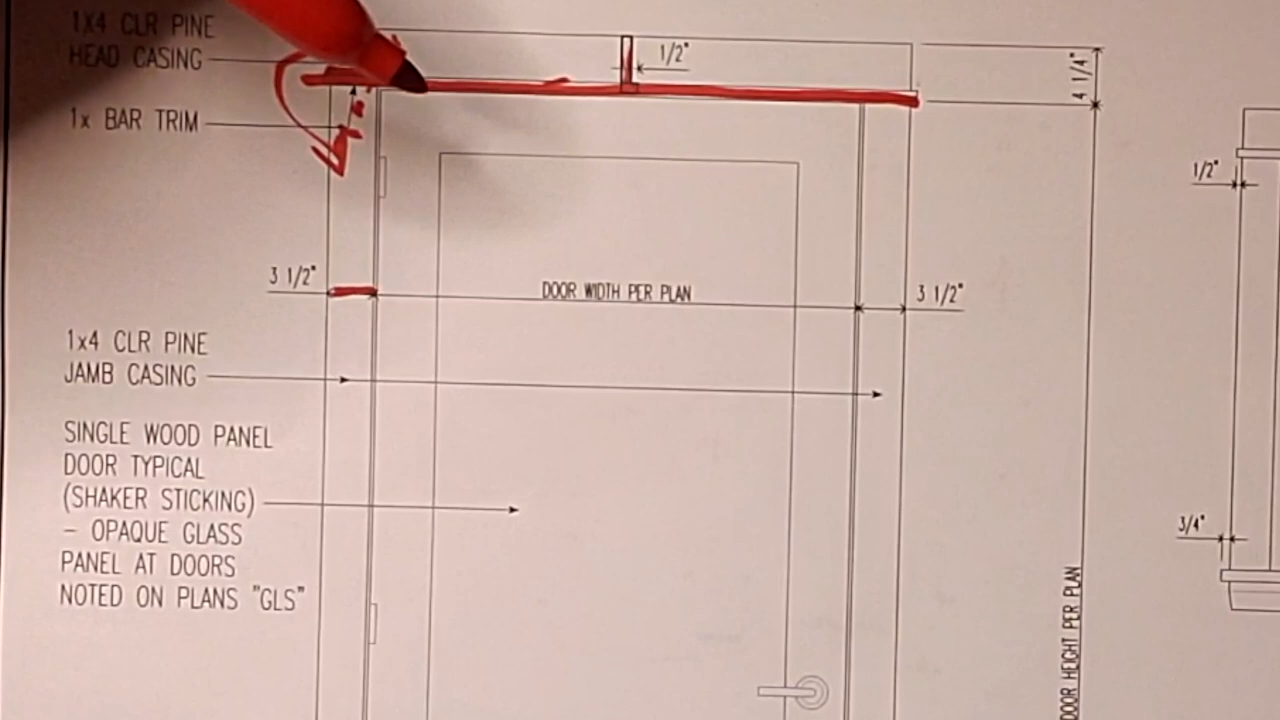 1X4 CLR PINE
HEAD CASING
1x BAR TRIM
1/2"
4 1/4"
1/2"
3 1/2"
DOOR WIDTH PER PLAN
3 1/2"
1x4 CLR PINE
JAMB CASING
SINGLE WOOD PANEL
DOOR TYPICAL
(SHAKER STICKING)
- OPAQUE GLASS
PANEL AT DOORS
NOTED ON PLANS "GLS"
3/4"
DOOR HEIGHT PER PLAN